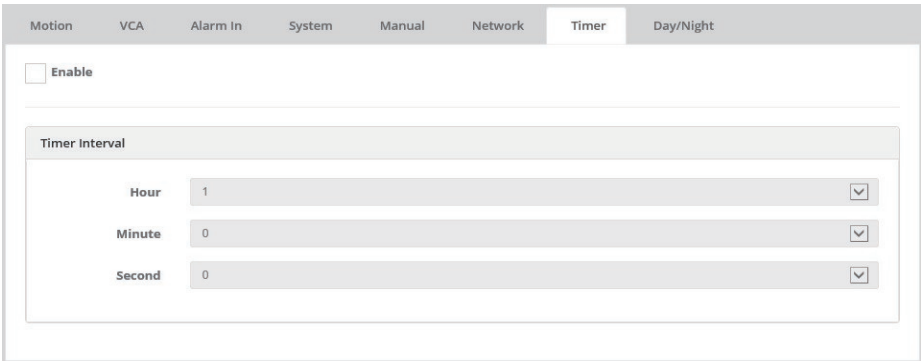 Motion VCA Alarm In System Manual Network Timer Day/Night
Enable
Timer Interval
Hour 1
Minute 0
Second 0